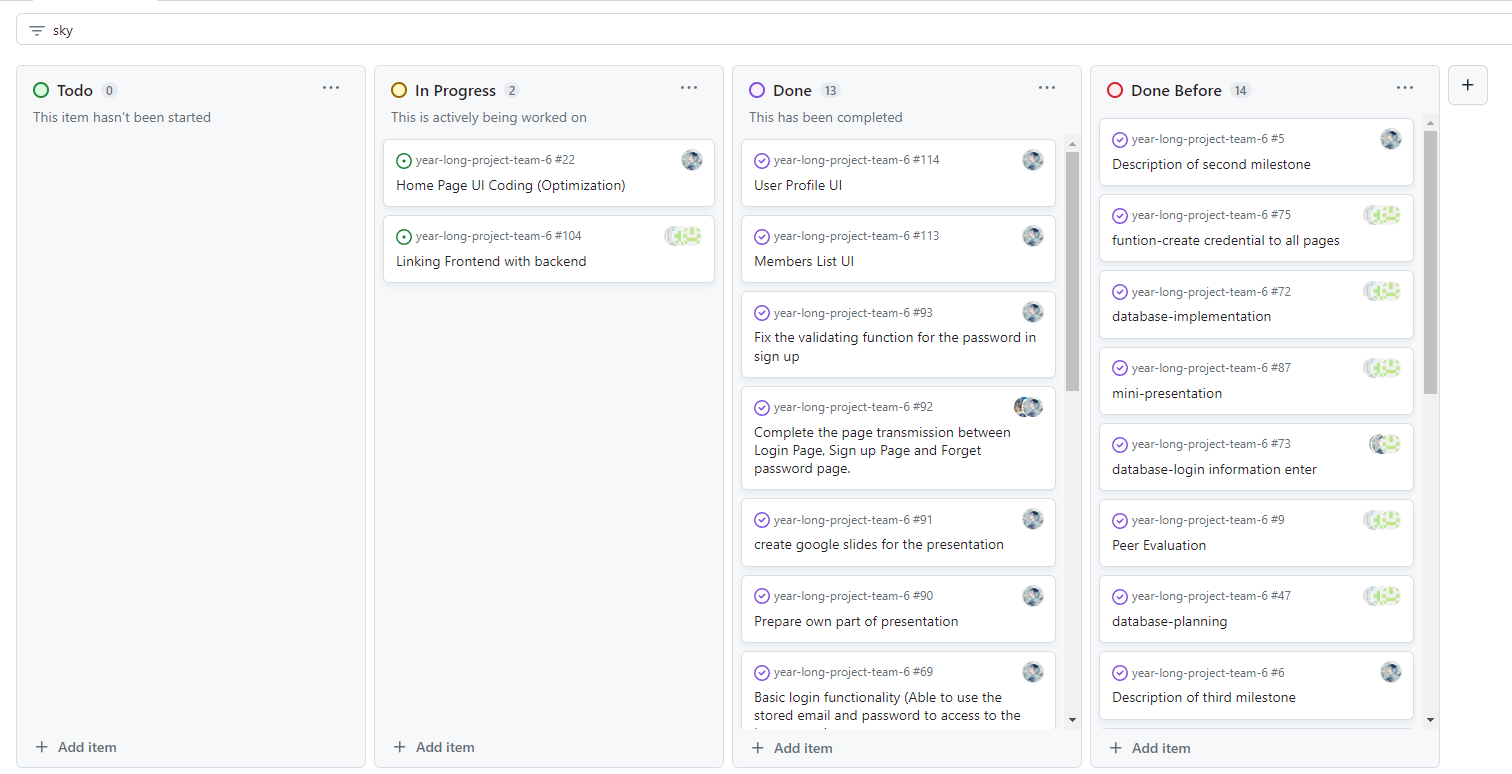 sky
Todo 0
This item hasn't been started
Add item
In Progress 2
This is actively being worked on
year-long-project-team-6 #22
Home Page UI Coding (Optimization)
year-long-project-team-6 #104
Linking Frontend with backend
Add item
Done 13
This has been completed
year-long-project-team-6 #114
User Profile UI
year-long-project-team-6 #113
Members List UI
year-long-project-team-6 #93
Fix the validating function for the password in
sign up
year-long-project-team-6 #92
Complete the page transmission between
Login Page, Sign up Page and Forget
password page.
year-long-project-team-6 #91
create google slides for the presentation
year-long-project-team-6 #90
Prepare own part of presentation
year-long-project-team-6 #69
Basic login functionality (Able to use the
stored email and password to access to the
Add item
Done Before 14
year-long-project-team-6 #5
Description of second milestone
year-long-project-team-6 #75
funtion-create credential to all pages
year-long-project-team-6 #72
database-implementation
year-long-project-team-6 #87
mini-presentation
year-long-project-team-6 #73
database-login information enter
year-long-project-team-6 #9
Peer Evaluation
year-long-project-team-6 #47
database-planning
year-long-project-team-6 #6
Description of third milestone
Add item